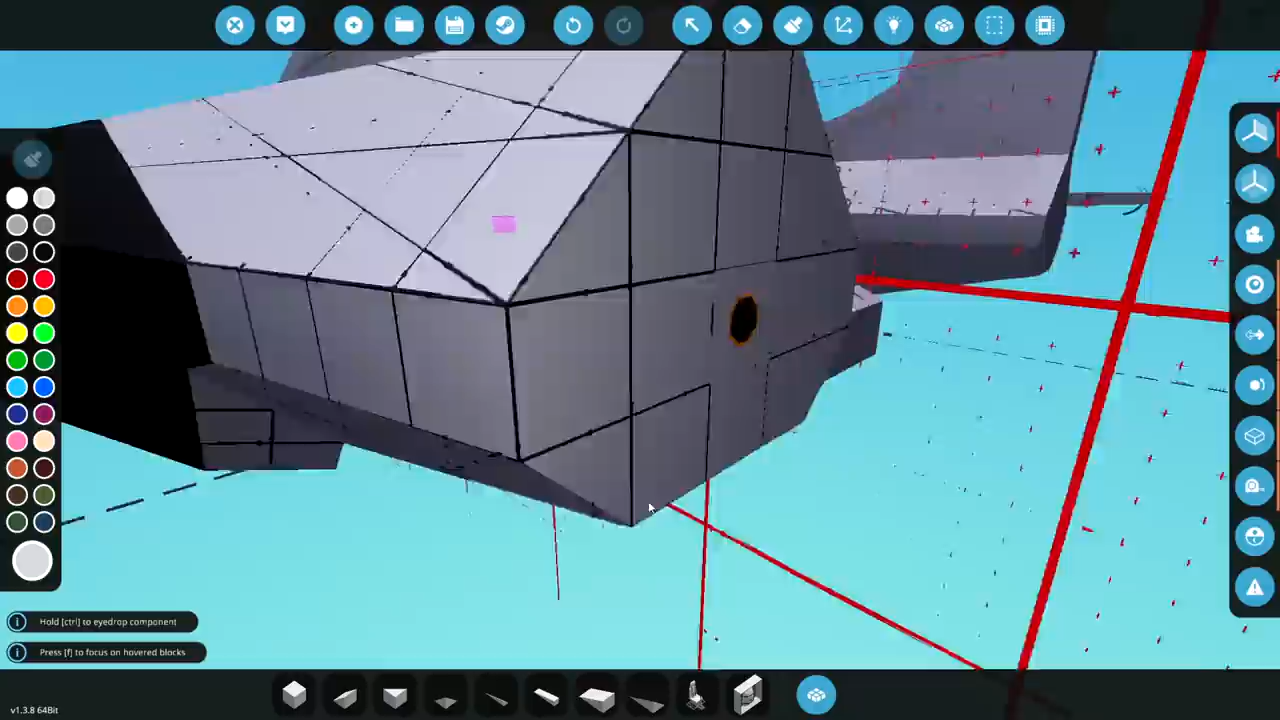 Hold [ctrl] to eyedrop component
Press [f] to focus on hovered blocks
v1.3.8 64Bit